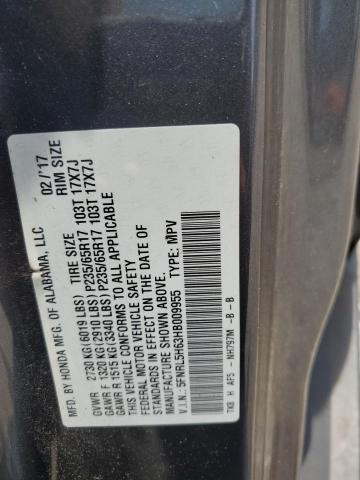 MFD. BY HONDA MFG. OF ALABAMA, LLC 02/'17
GVWR 2730 KG(6019 LBS) TIRE SIZE RIM SIZE
GAWR F 1320 KG(2910 LBS)P235/65R17 103T 17X7J
GAWR R 1515 KG(3340 LBS)P235/65R17 103T 17X7J
THIS VEHICLE CONFORMS TO ALL APPLICABLE
FEDERAL MOTOR VEHICLE SAFETY
STANDARDS IN EFFECT ON THE DATE OF
MANUFACTURE SHOWN ABOVE.
V.I.N.:5FNRL5H63HB009955 TYPE: MPV
TK8 H AF5 - NH797M -B -B